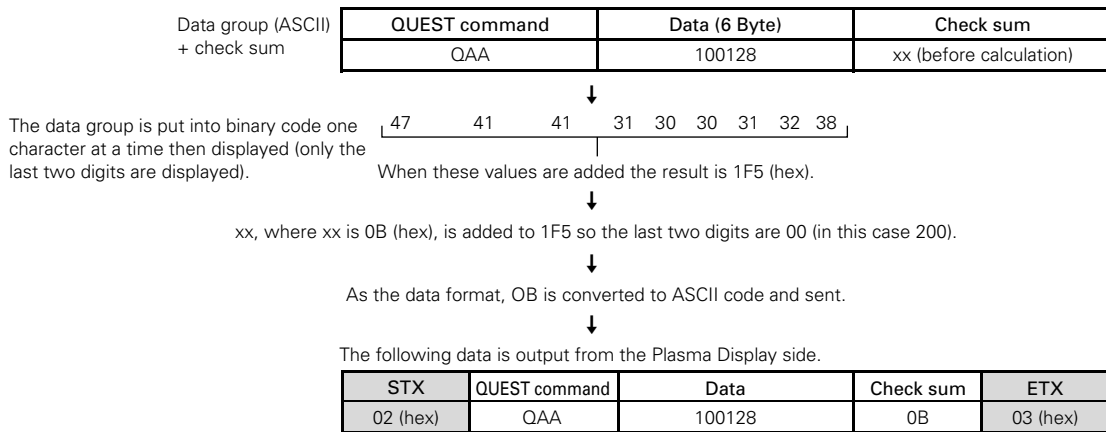 Data group (ASCII)
+ check sum
QUEST command Data (6 Byte) Check sum
QAA 100128 xx (before calculation)
The data group is put into binary code one
character at a time then displayed (only the
last two digits are displayed).
47 41 41 31 30 30 31 32 38
When these values are added the result is 1F5 (hex).
xx, where xx is 0B (hex), is added to 1F5 so the last two digits are 00 (in this case 200).
As the data format, OB is converted to ASCII code and sent.
The following data is output from the Plasma Display side.
STX QUEST command Data Check sum ETX
02 (hex) QAA 100128 0B 03 (hex)